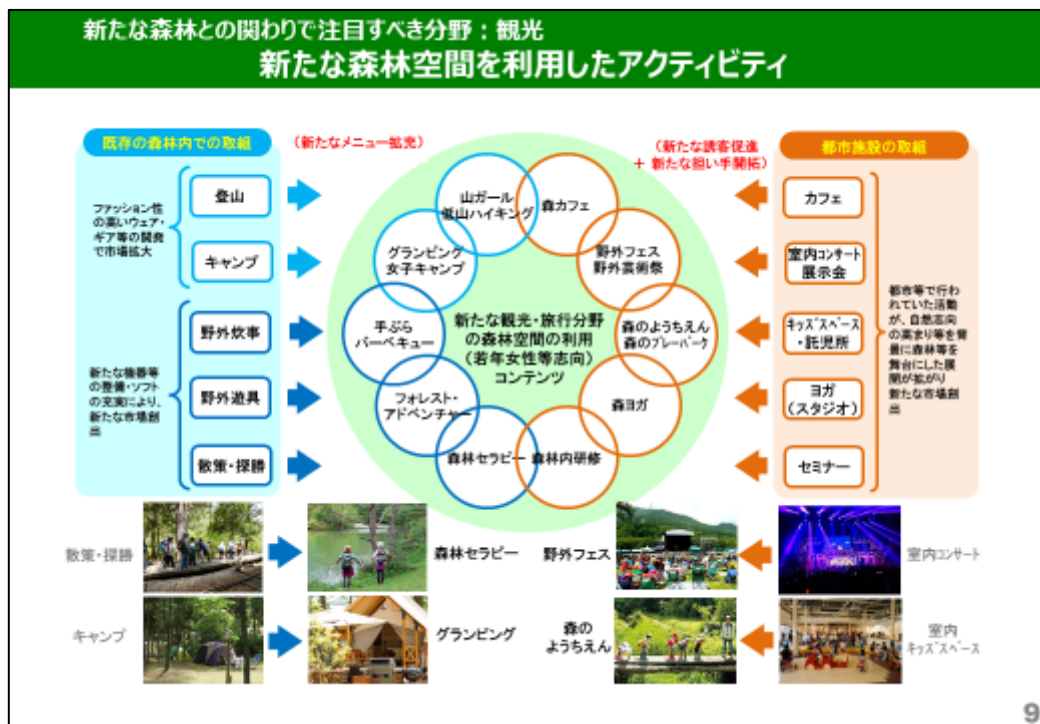 新たな森林との関わりで注目すべき分野：観光
新たな森林空間を利用したアクティビティ
既存の森林内での取組
（新たなメニュー拡充）
（新たな誘客促進
＋ 新たな担い手開拓）
都市施設の取組
ファッション性
の高いウェア・
ギア等の開発
で市場拡大
登山
キャンプ
新たな機器等
の整備・ソフト
の充実により、
新たな市場創
出
野外炊事
野外遊具
散策・探勝
山ガール
低山ハイキング
森カフェ
グランピング
女子キャンプ
野外フェス
野外芸術祭
手ぶら
バーベキュー
新たな観光・旅行分野
の森林空間の利用
（若年女性等志向）
コンテンツ
森のようちえん
森のプレーパーク
フォレスト・
アドベンチャー
森ヨガ
森林セラピー
森林内研修
カフェ
室内コンサート
展示会
キッズスペース
・託児所
ヨガ
（スタジオ）
セミナー
都市等で行わ
れていた活動
が、自然志向
の高まり等を背
景に森林等を
舞台にした展
開が拡がり
新たな市場創
出
散策・探勝
森林セラピー
野外フェス
室内コンサート
キャンプ
グランピング
森の
ようちえん
室内
キッズスペース
9